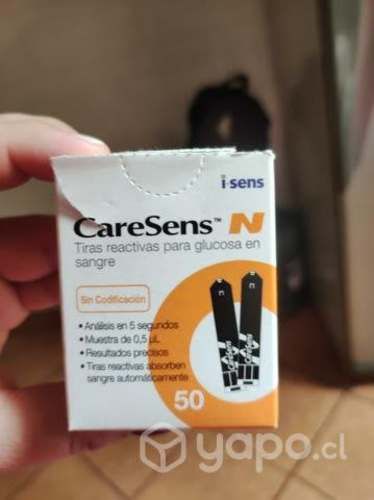 i-sens
CareSens™ N
Tiras reactivas para glucosa en
sangre
Sin Codificación
• Análisis en 5 segundos
• Muestra de 0,5 µL
• Resultados precisos
• Tiras reactivas absorben
sangre automáticamente
CareSens
50
yapo.cl